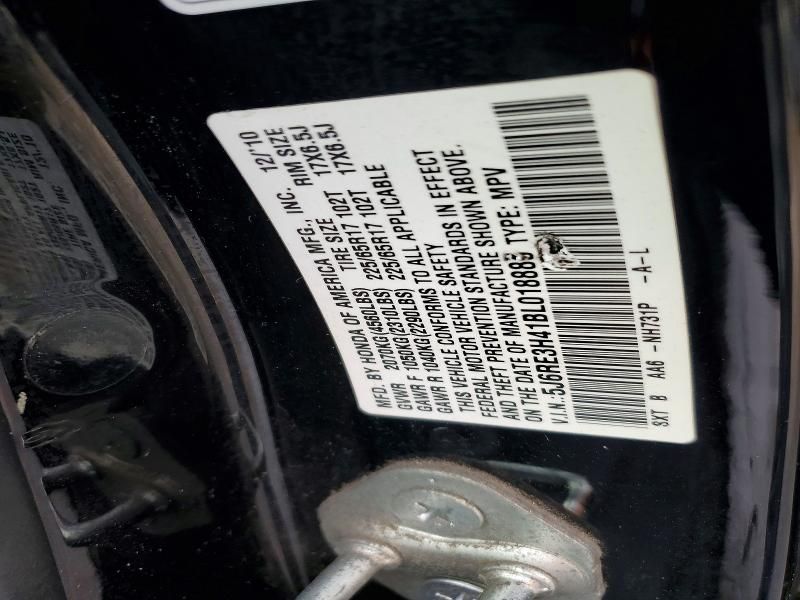 MFD. BY HONDA OF AMERICA MFG., INC. 12/'10
GVWR 2070KG(4560LBS) TIRE SIZE RIM SIZE
GAWR F 1050KG(2310LBS) 225/65R17 102T 17X6.5J
GAWR R 1040KG(2290LBS) 225/65R17 102T 17X6.5J
THIS VEHICLE CONFORMS TO ALL APPLICABLE
FEDERAL MOTOR VEHICLE SAFETY
AND THEFT PREVENTION STANDARDS IN EFFECT
ON THE DATE OF MANUFACTURE SHOWN ABOVE.
V.I.N.: 5J6RE3H41BL018889 TYPE: MPV
SXT B AA6 -NH731P -A-L